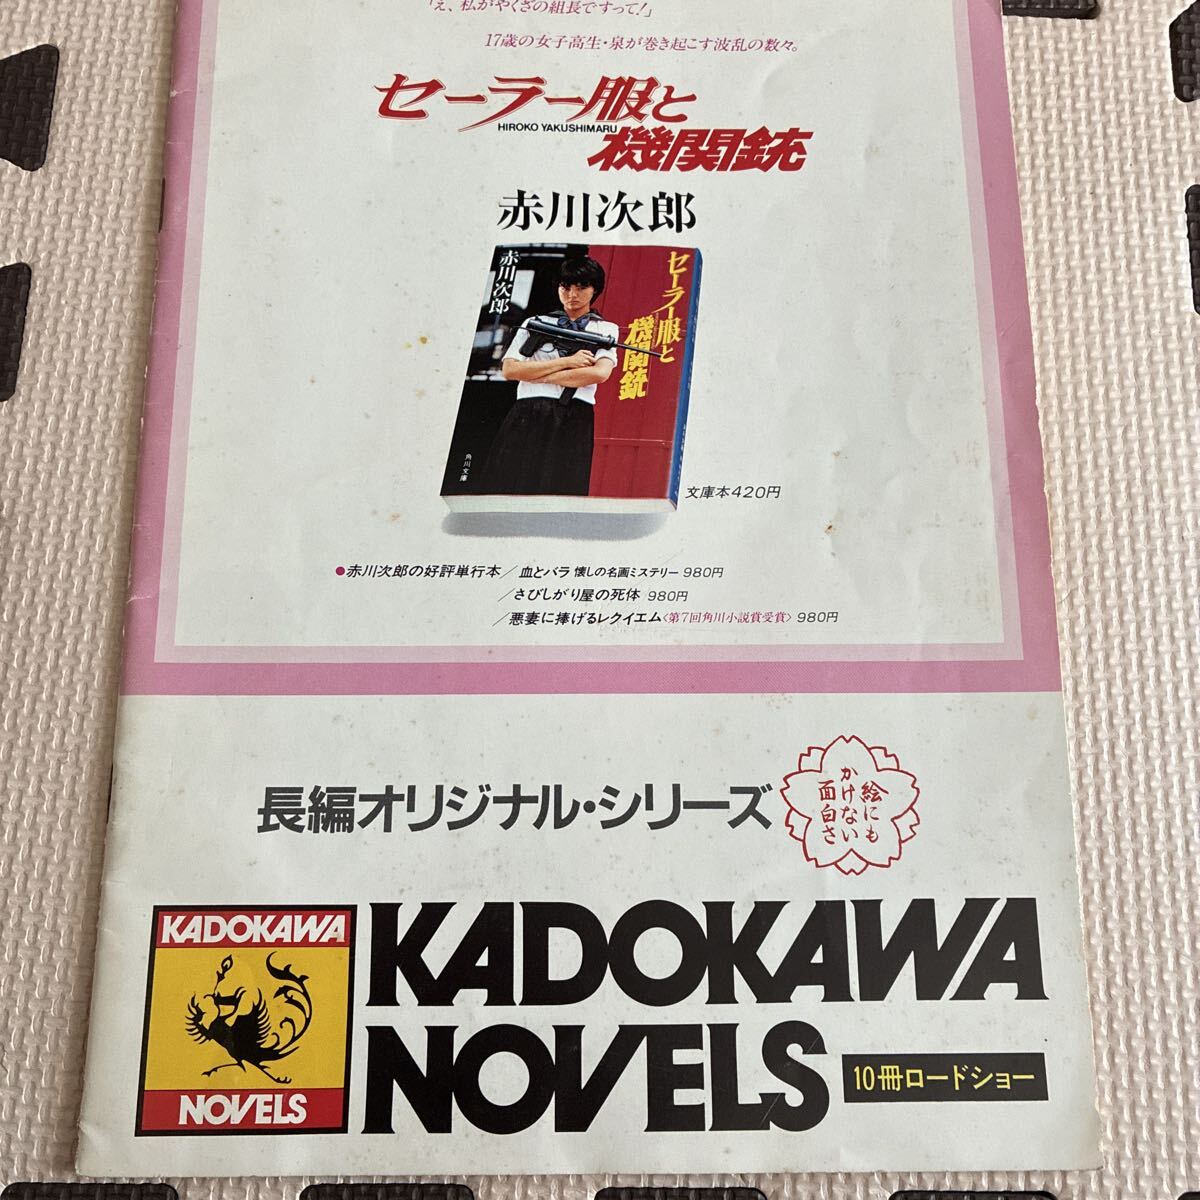 「え、私がやくざの組長ですって!」
17歳の女子高生・泉が巻き起こす波乱の数々。
セーラー服と
HIROKO YAKUSHIMARU
機関銃
赤川次郎
赤川次郎
セーラー服と
機関銃
角川文庫
文庫本420円
●赤川次郎の好評単行本／血とバラ 懐しの名画ミステリー 980円
／さびしがり屋の死体 980円
／悪妻に捧げるレクイエム〈第7回角川小説賞受賞〉980円
長編オリジナル・シリーズ
絵にも
かけない
面白さ
KADOKAWA
NOVELS
KADOKAWA
NOVELS
10冊ロードショー